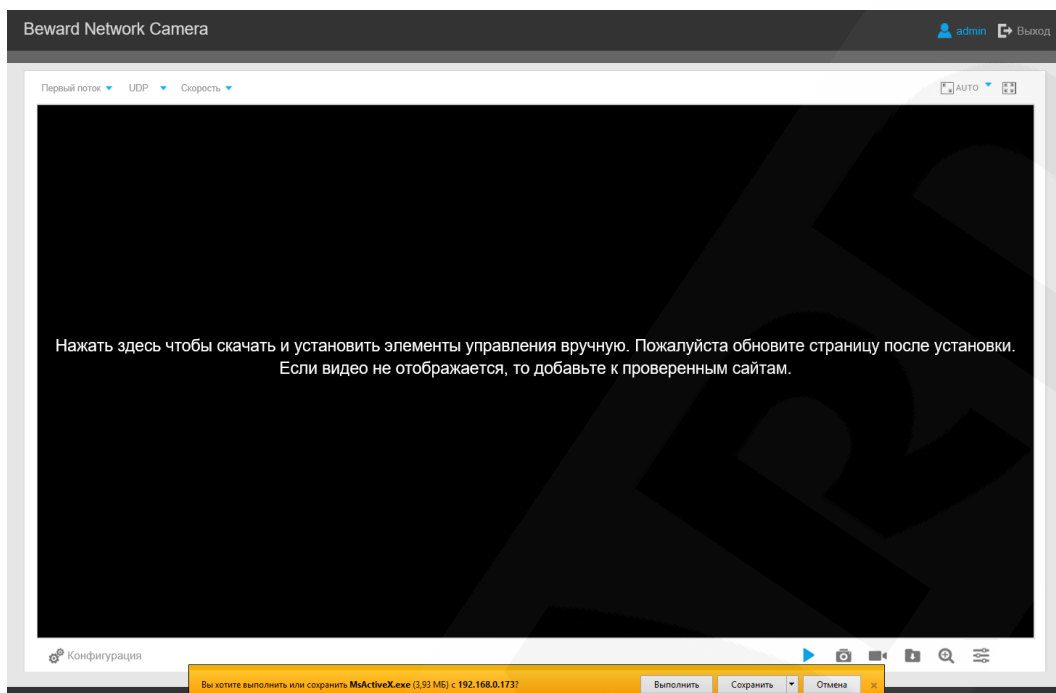 Beward Network Camera
admin Выход
Первый поток UDP Скорость AUTO
Нажать здесь чтобы скачать и установить элементы управления вручную. Пожалуйста обновите страницу после установки.
Если видео не отображается, то добавьте к проверенным сайтам.
Конфигурация
Вы хотите выполнить или сохранить MsActiveX.exe (3,93 МБ) с 192.168.0.173? Выполнить Сохранить Отмена